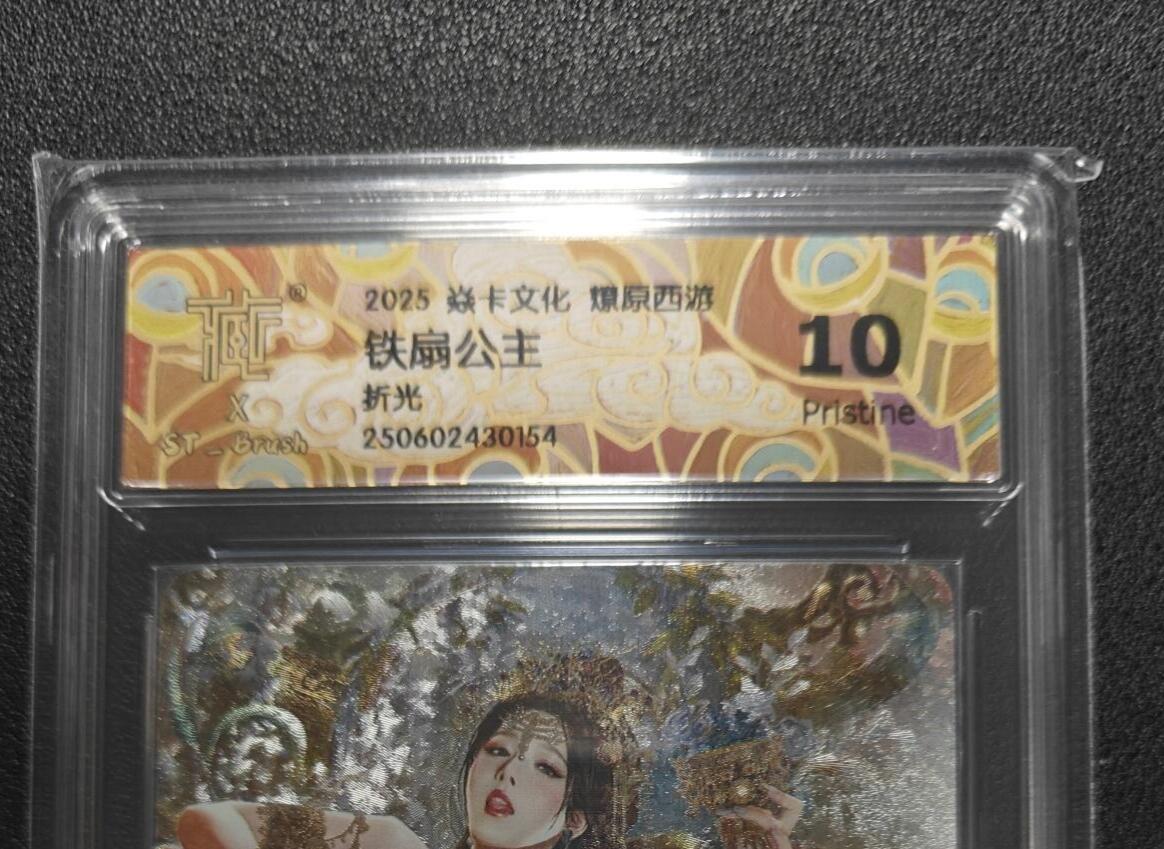 藏®
X
ST_Brush
2025 焱卡文化 燎原西游
铁扇公主
折光
250602430154
10
Pristine